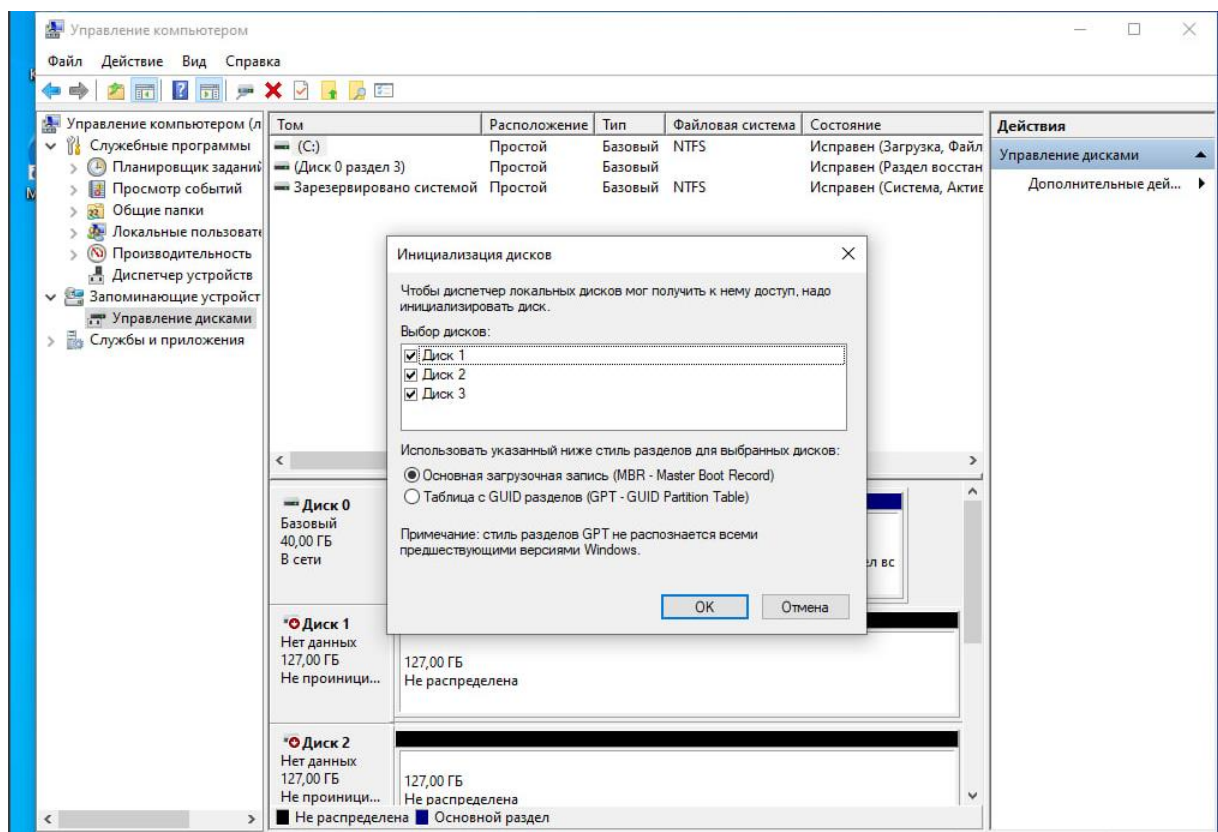 Управление компьютером
Файл Действие Вид Справка
Управление компьютером (л
Служебные программы
Планировщик заданий
Просмотр событий
Общие папки
Локальные пользовате
Производительность
Диспетчер устройств
Запоминающие устройст
Управление дисками
Службы и приложения
Том Расположение Тип Файловая система Состояние
(C:) Простой Базовый NTFS Исправен (Загрузка, Файл
(Диск 0 раздел 3) Простой Базовый Исправен (Раздел восстан
Зарезервировано системой Простой Базовый NTFS Исправен (Система, Актив
Действия
Управление дисками
Дополнительные дей...
Инициализация дисков
Чтобы диспетчер локальных дисков мог получить к нему доступ, надо
инициализировать диск.
Выбор дисков:
Диск 1
Диск 2
Диск 3
Использовать указанный ниже стиль разделов для выбранных дисков:
Основная загрузочная запись (MBR - Master Boot Record)
Таблица с GUID разделов (GPT - GUID Partition Table)
Примечание: стиль разделов GPT не распознается всеми
предшествующими версиями Windows.
OK Отмена
Диск 0
Базовый
40,00 ГБ
В сети
ел вс
Диск 1
Нет данных
127,00 ГБ
Не проиници...
127,00 ГБ
Не распределена
Диск 2
Нет данных
127,00 ГБ
Не проиници...
127,00 ГБ
Не распределена
Не распределена Основной раздел